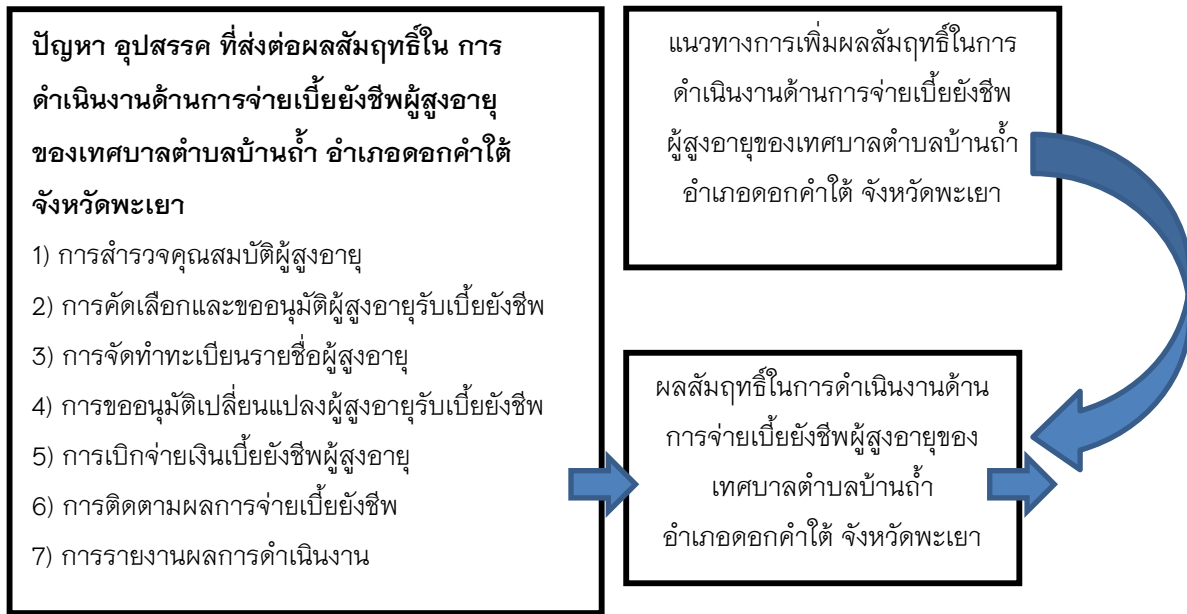 ปัญหา อุปสรรค ที่ส่งต่อผลสัมฤทธิ์ใน การ
ดำเนินงานด้านการจ่ายเบี้ยยังชีพผู้สูงอายุ
ของเทศบาลตำบลบ้านถ้ำ อำเภอดอกคำใต้
จังหวัดพะเยา
1) การสำรวจคุณสมบัติผู้สูงอายุ
2) การคัดเลือกและขออนุมัติผู้สูงอายุรับเบี้ยยังชีพ
3) การจัดทำทะเบียนรายชื่อผู้สูงอายุ
4) การขออนุมัติเปลี่ยนแปลงผู้สูงอายุรับเบี้ยยังชีพ
5) การเบิกจ่ายเงินเบี้ยยังชีพผู้สูงอายุ
6) การติดตามผลการจ่ายเบี้ยยังชีพ
7) การรายงานผลการดำเนินงาน
แนวทางการเพิ่มผลสัมฤทธิ์ในการ
ดำเนินงานด้านการจ่ายเบี้ยยังชีพ
ผู้สูงอายุของเทศบาลตำบลบ้านถ้ำ
อำเภอดอกคำใต้ จังหวัดพะเยา
ผลสัมฤทธิ์ในการดำเนินงานด้าน
การจ่ายเบี้ยยังชีพผู้สูงอายุของ
เทศบาลตำบลบ้านถ้ำ
อำเภอดอกคำใต้ จังหวัดพะเยา